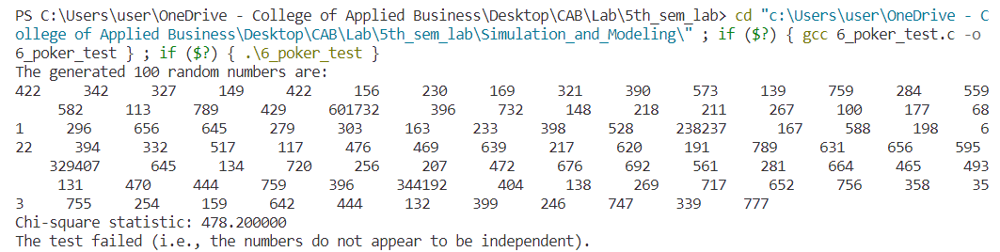 PS C:\Users\user\OneDrive - College of Applied Business\Desktop\CAB\Lab\5th_sem_lab> cd "c:\Users\user\OneDrive - C
ollege of Applied Business\Desktop\CAB\Lab\5th_sem_lab\Simulation_and_Modeling\" ; if ($?) { gcc 6_poker_test.c -o
6_poker_test } ; if ($?) { .\6_poker_test }
The generated 100 random numbers are:
422 342 327 149 422 156 230 169 321 390 573 139 759 284 559
582 113 789 429 601732 396 732 148 218 211 267 100 177 68
1 296 656 645 279 303 163 233 398 528 238237 167 588 198 6
22 394 332 517 117 476 469 639 217 620 191 789 631 656 595
329407 645 134 720 256 207 472 676 692 561 281 664 465 493
131 470 444 759 396 344192 404 138 269 717 652 756 358 35
3 755 254 159 642 444 132 399 246 747 339 777
Chi-square statistic: 478.200000
The test failed (i.e., the numbers do not appear to be independent).